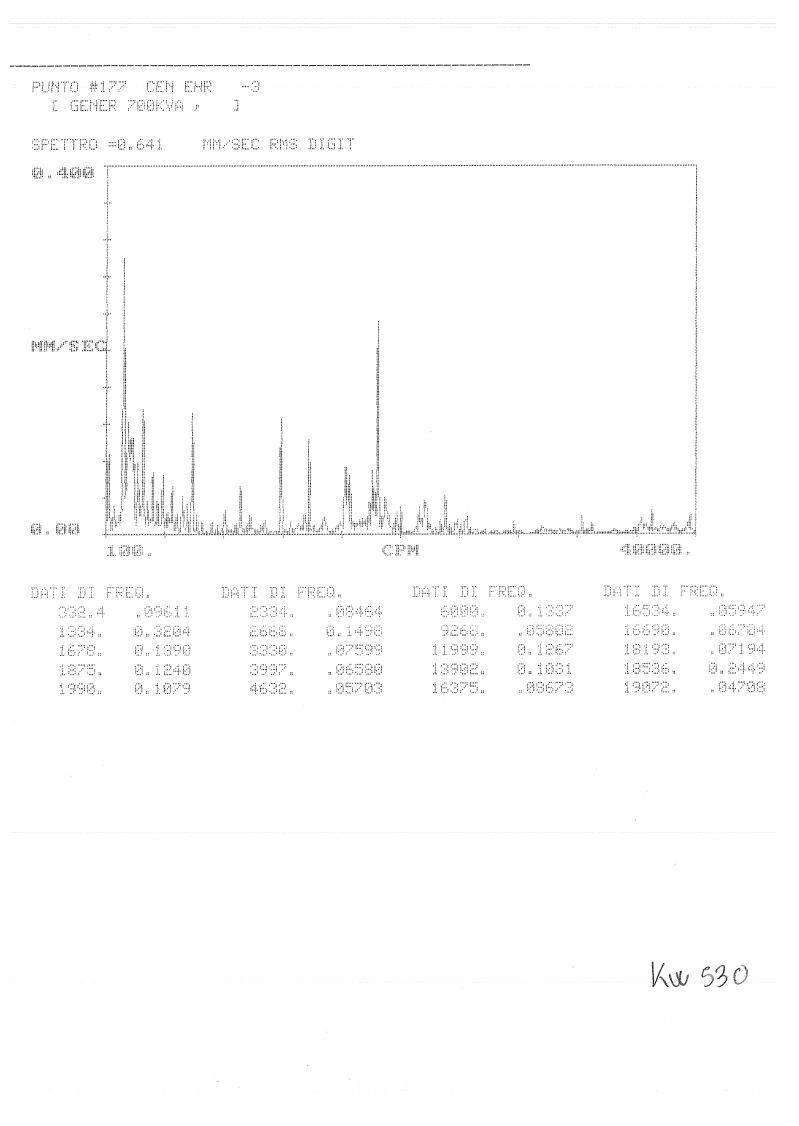 PUNTO #177 CEN EHR -3
[ GENER 700KVA , ]
SPETTRO =0.641 MM/SEC RMS DIGIT
0.400
MM/SEC
0.00
100. CPM 40000.
DATI DI FREQ. DATI DI FREQ. DATI DI FREQ. DATI DI FREQ.
332.4 .09611 2334. .08464 6000. 0.1337 16534. .05947
1334. 0.3204 2668. 0.1498 9268. .05802 16690. .06704
1678. 0.1390 3330. .07599 11999. 0.1267 18193. .07194
1875. 0.1240 3997. .06580 13902. 0.1031 18536. 0.2449
1990. 0.1079 4632. .05703 16375. .08673 19072. .04708
Kw 530